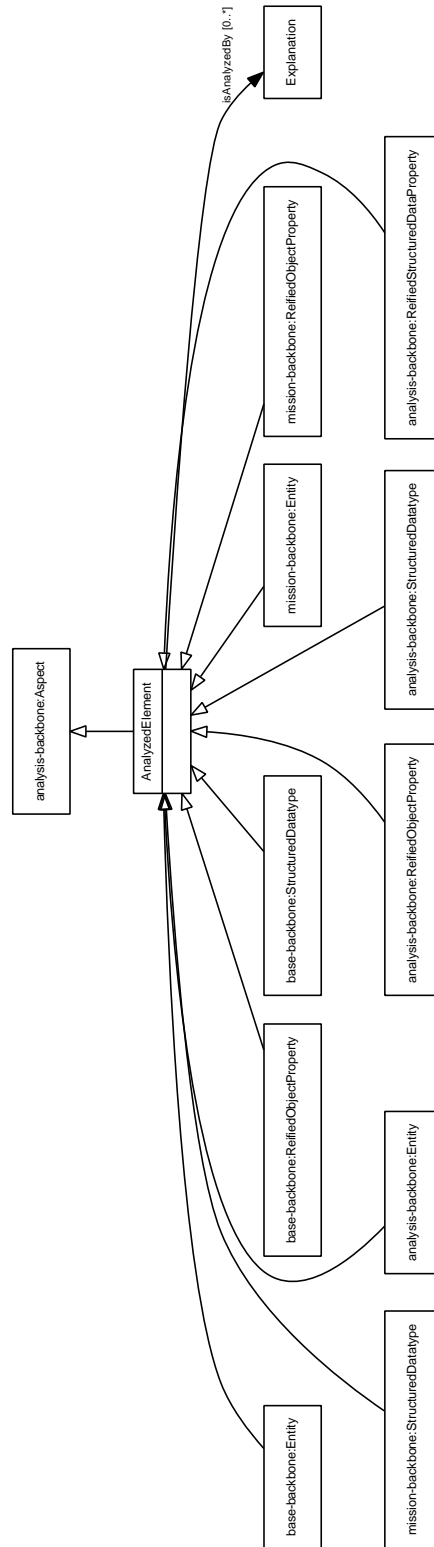 analysis-backbone:Aspect
AnalyzedElement
isAnalyzedBy [0..*]
base-backbone:Entity
base-backbone:ReifiedObjectProperty
base-backbone:StructuredDatatype
mission-backbone:Entity
mission-backbone:ReifiedObjectProperty
Explanation
mission-backbone:StructuredDatatype
analysis-backbone:Entity
analysis-backbone:ReifiedObjectProperty
analysis-backbone:StructuredDatatype
analysis-backbone:ReifiedStructuredDataProperty